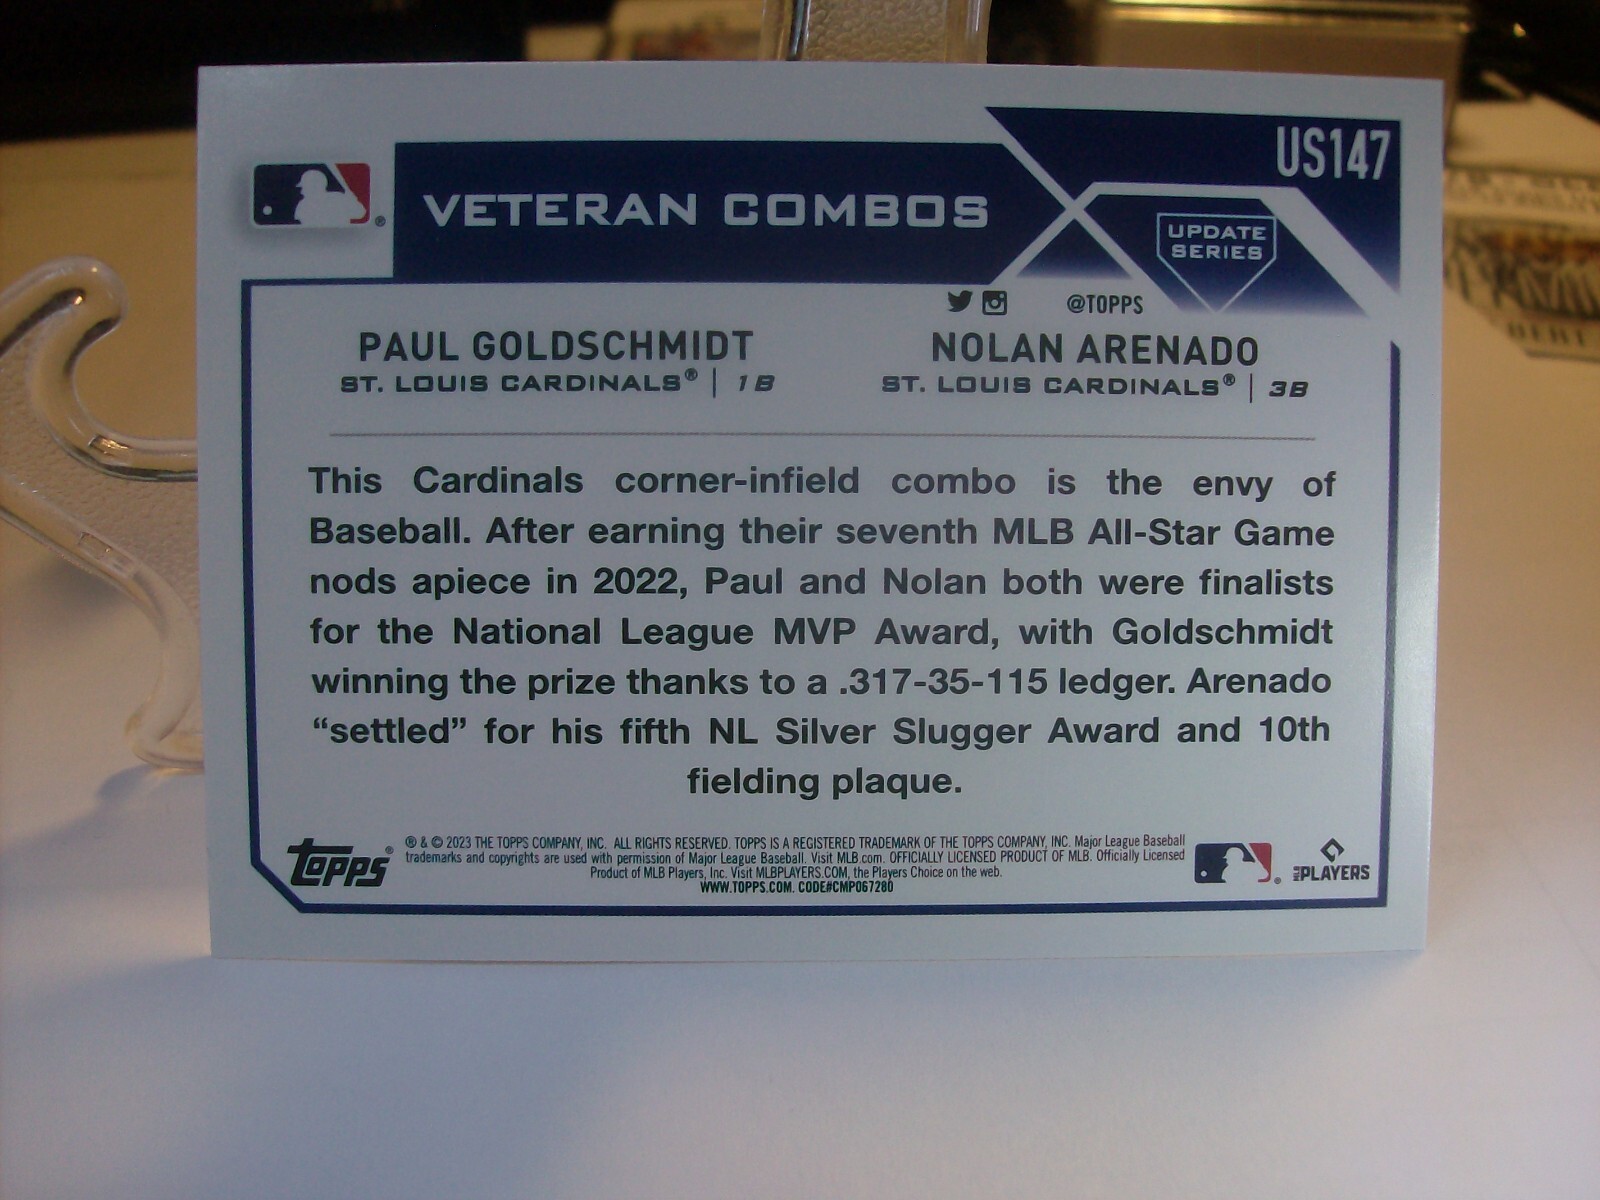 US147
VETERAN COMBOS
UPDATE
SERIES
@TOPPS
PAUL GOLDSCHMIDT
ST. LOUIS CARDINALS® | 1B
NOLAN ARENADO
ST. LOUIS CARDINALS® | 3B
This Cardinals corner-infield combo is the envy of
Baseball. After earning their seventh MLB All-Star Game
nods apiece in 2022, Paul and Nolan both were finalists
for the National League MVP Award, with Goldschmidt
winning the prize thanks to a .317-35-115 ledger. Arenado
“settled” for his fifth NL Silver Slugger Award and 10th
fielding plaque.
Topps®
® & © 2023 THE TOPPS COMPANY, INC. ALL RIGHTS RESERVED. TOPPS IS A REGISTERED TRADEMARK OF THE TOPPS COMPANY, INC. Major League Baseball
trademarks and copyrights are used with permission of Major League Baseball. Visit MLB.com. OFFICIALLY LICENSED PRODUCT OF MLB. Officially Licensed
Product of MLB Players, Inc. Visit MLBPLAYERS.COM, the Players Choice on the web.
WWW.TOPPS.COM. CODE#CMP067280
MLB PLAYERS